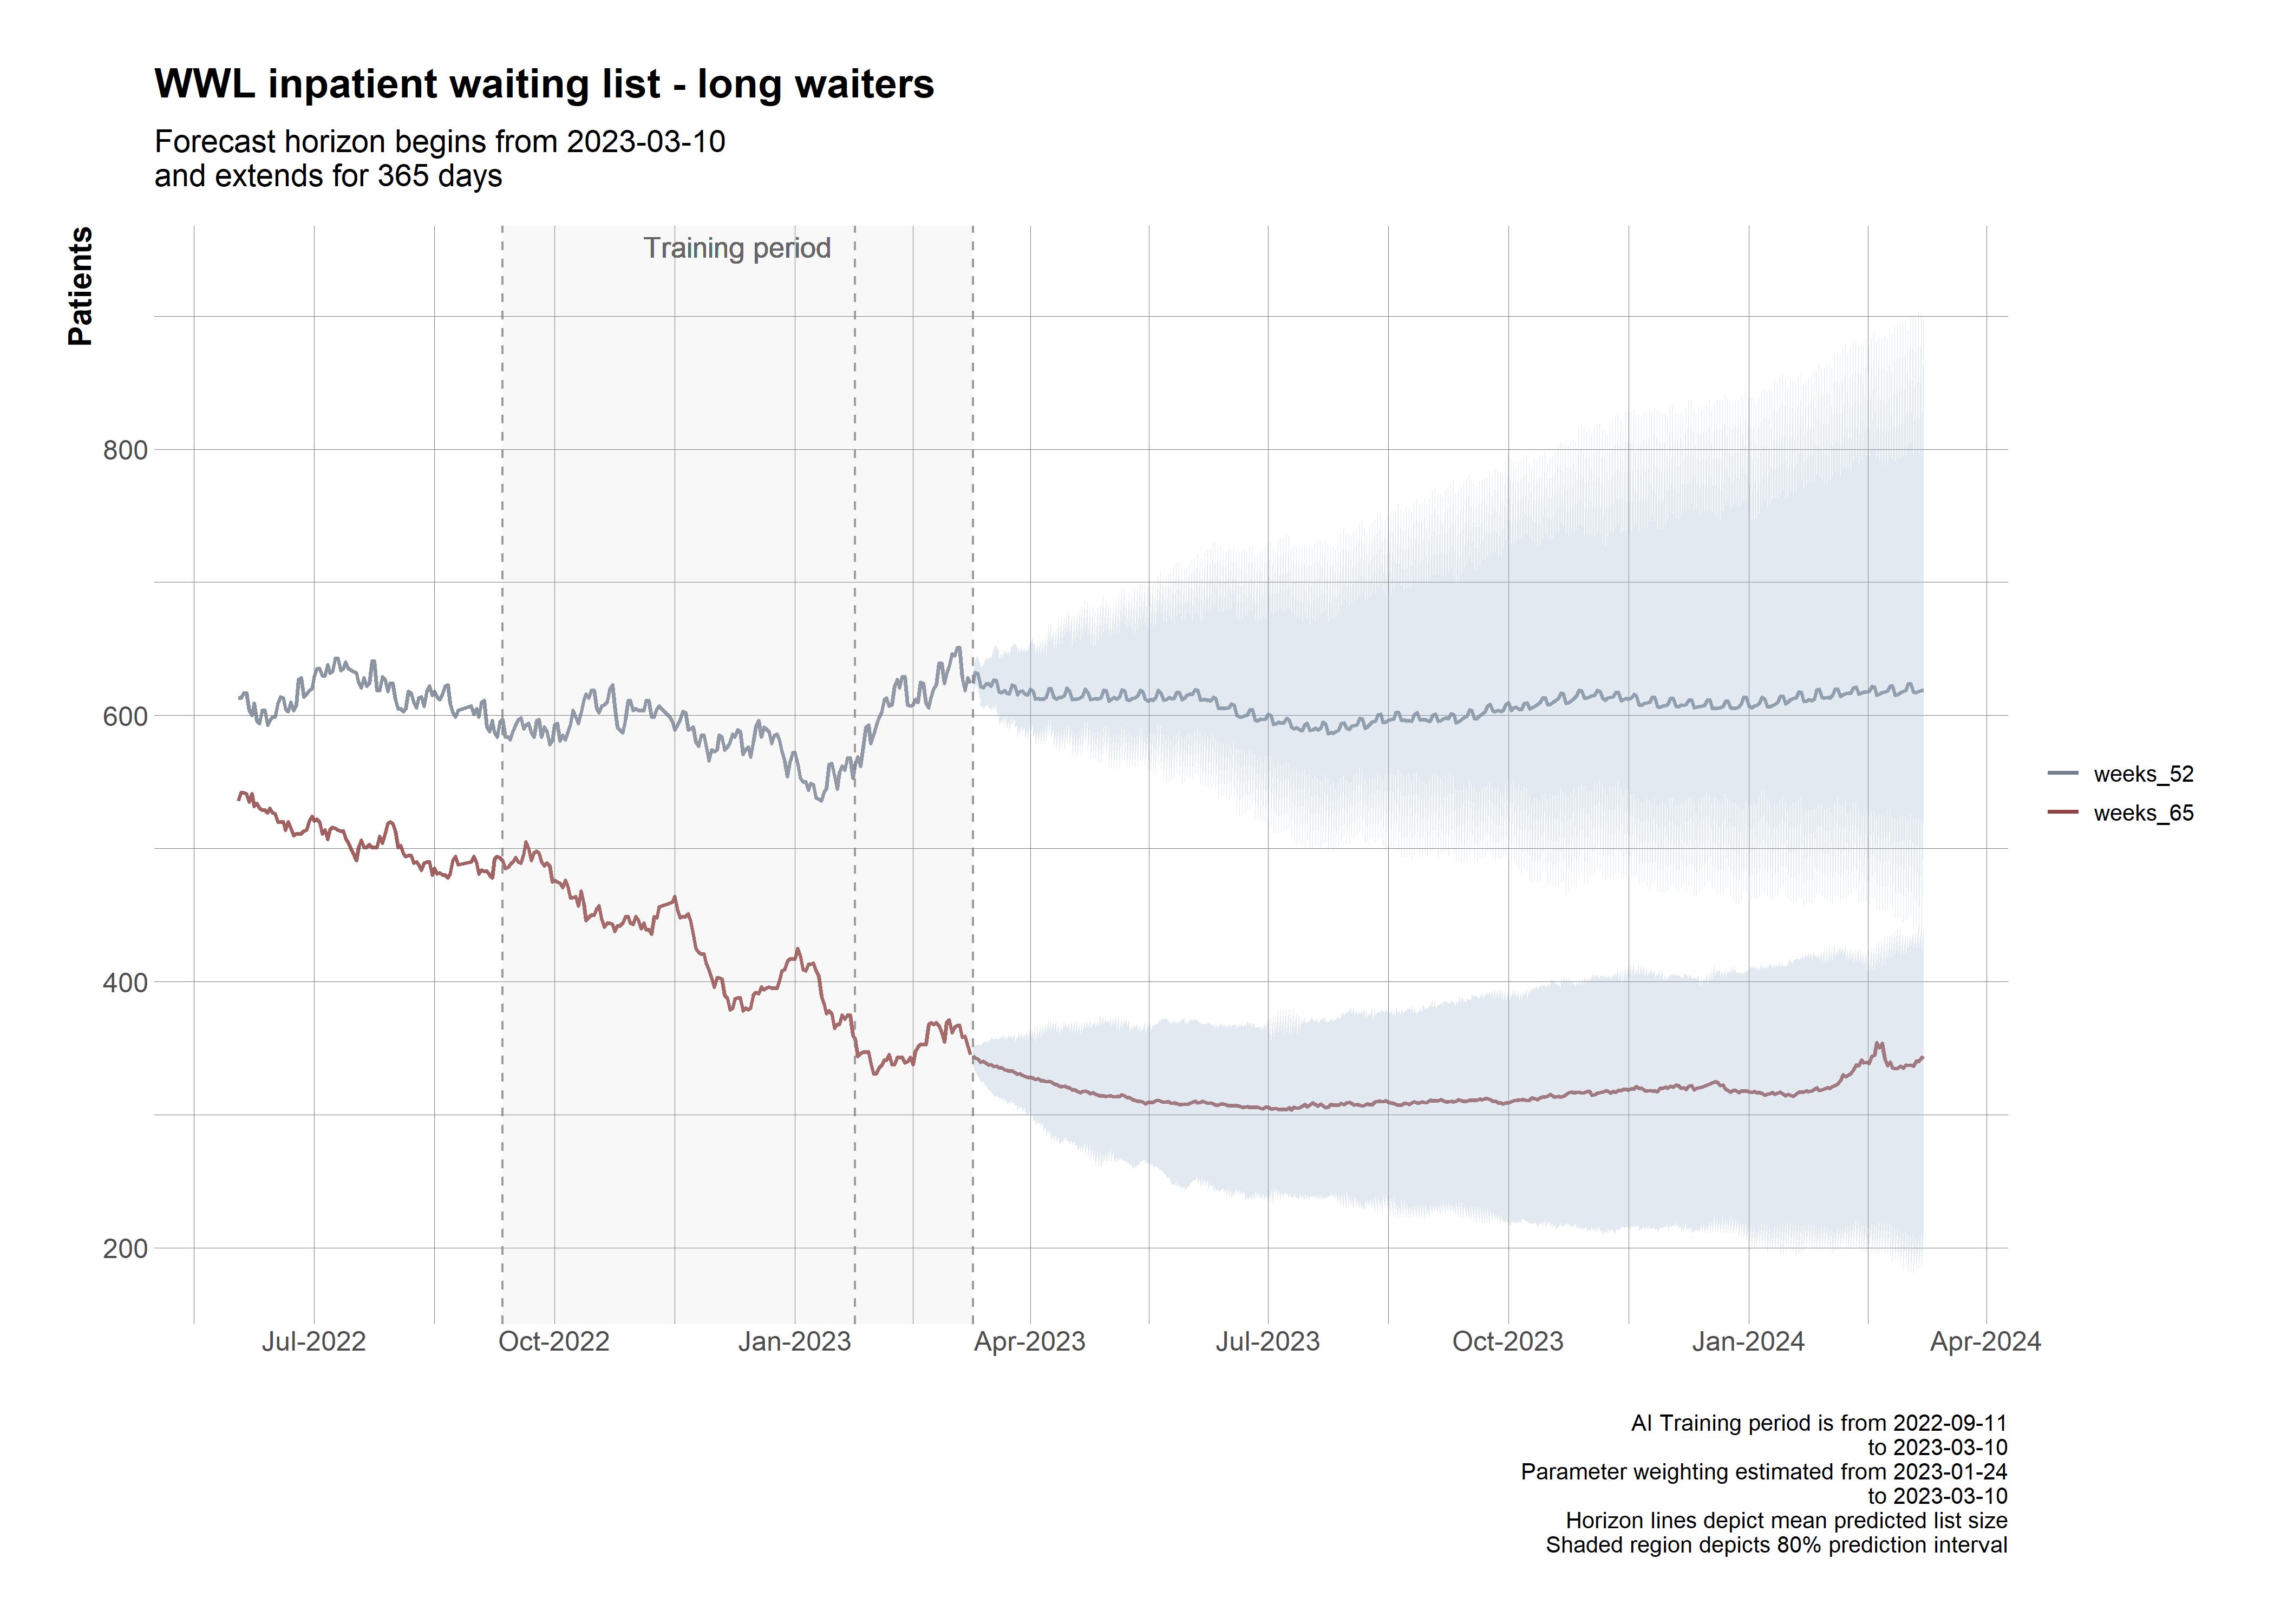 WWL inpatient waiting list - long waiters
Forecast horizon begins from 2023-03-10
and extends for 365 days
Patients
Training period
800
600
400
200
Jul-2022
Oct-2022
Jan-2023
Apr-2023
Jul-2023
Oct-2023
Jan-2024
Apr-2024
weeks_52
weeks_65
AI Training period is from 2022-09-11
to 2023-03-10
Parameter weighting estimated from 2023-01-24
to 2023-03-10
Horizon lines depict mean predicted list size
Shaded region depicts 80% prediction interval